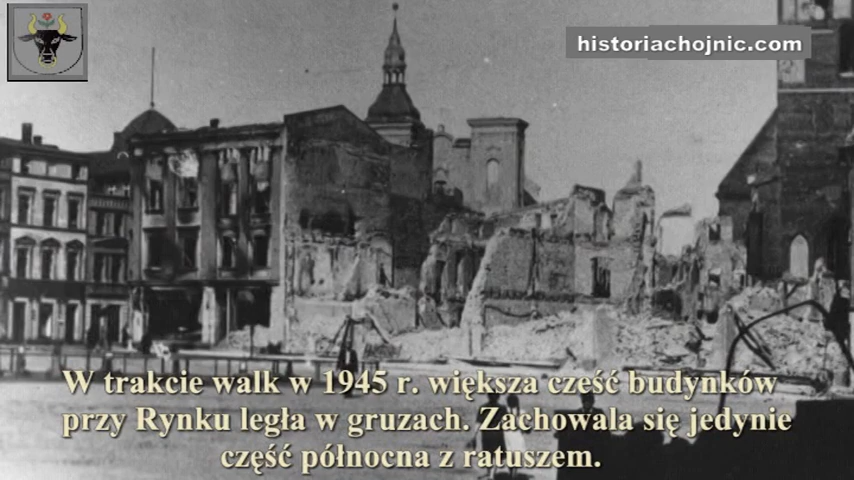 historiachojnic.com
W trakcie walk w 1945 r. większa cześć budynków
przy Rynku legła w gruzach. Zachowala się jedynie
część północna z ratuszem.